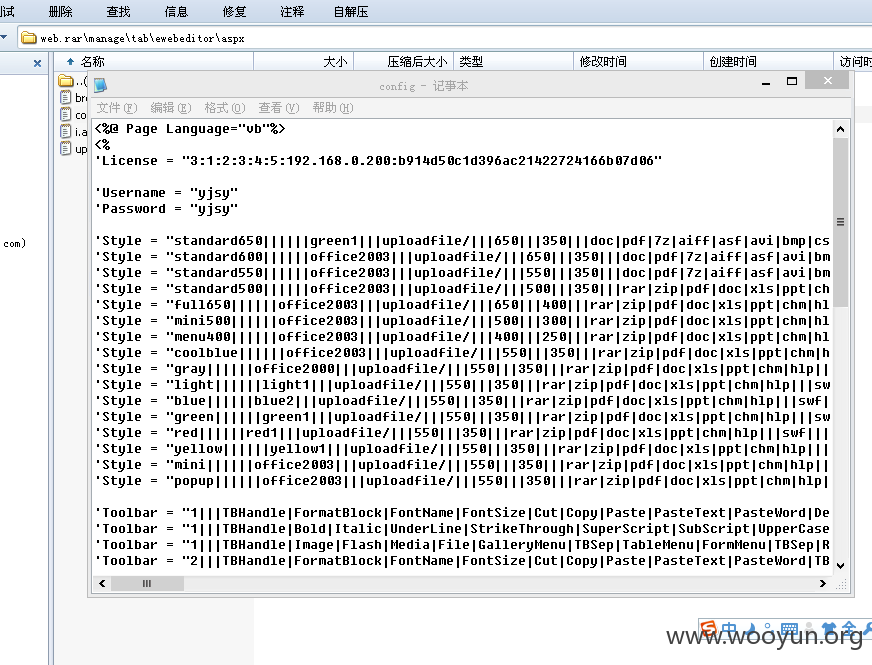 删除 查找 信息 修复 注释 自解压
web.rar\manage\tab\ewebeditor\aspx
名称 大小 压缩后大小 类型 修改时间 创建时间
config - 记事本
文件(F) 编辑(E) 格式(O) 查看(V) 帮助(H)
<%@ Page Language="vb"%>
<%
'License = "3:1:2:3:4:5:192.168.0.200:b914d50c1d396ac21422724166b07d06"
'Username = "yjsy"
'Password = "yjsy"
'Style = "standard650||||||green1|||uploadfile/|||650|||350|||doc|pdf|7z|aiff|asf|avi|bmp|cs
'Style = "standard600||||||office2003|||uploadfile/|||650|||350|||doc|pdf|7z|aiff|asf|avi|bm
'Style = "standard550||||||office2003|||uploadfile/|||550|||350|||doc|pdf|7z|aiff|asf|avi|bm
'Style = "standard500||||||office2003|||uploadfile/|||500|||350|||rar|zip|pdf|doc|xls|ppt|ch
'Style = "full650||||||office2003|||uploadfile/|||650|||400|||rar|zip|pdf|doc|xls|ppt|chm|hl
'Style = "mini500||||||office2003|||uploadfile/|||500|||300|||rar|zip|pdf|doc|xls|ppt|chm|hl
'Style = "menu400||||||office2003|||uploadfile/|||400|||250|||rar|zip|pdf|doc|xls|ppt|chm|hl
'Style = "coolblue||||||office2003|||uploadfile/|||550|||350|||rar|zip|pdf|doc|xls|ppt|chm|h
'Style = "gray||||||office2000|||uploadfile/|||550|||350|||rar|zip|pdf|doc|xls|ppt|chm|hlp||
'Style = "light||||||light1|||uploadfile/|||550|||350|||rar|zip|pdf|doc|xls|ppt|chm|hlp|||sw
'Style = "blue||||||blue2|||uploadfile/|||550|||350|||rar|zip|pdf|doc|xls|ppt|chm|hlp|||swf|
'Style = "green||||||green1|||uploadfile/|||550|||350|||rar|zip|pdf|doc|xls|ppt|chm|hlp|||sw
'Style = "red||||||red1|||uploadfile/|||550|||350|||rar|zip|pdf|doc|xls|ppt|chm|hlp|||swf|||
'Style = "yellow||||||yellow1|||uploadfile/|||550|||350|||rar|zip|pdf|doc|xls|ppt|chm|hlp|||
'Style = "mini||||||office2003|||uploadfile/|||550|||350|||rar|zip|pdf|doc|xls|ppt|chm|hlp||
'Style = "popup||||||office2003|||uploadfile/|||550|||350|||rar|zip|pdf|doc|xls|ppt|chm|hlp|
'Toolbar = "1|||TBHandle|FormatBlock|FontName|FontSize|Cut|Copy|Paste|PasteText|PasteWord|De
'Toolbar = "1|||TBHandle|Bold|Italic|UnderLine|StrikeThrough|SuperScript|SubScript|UpperCase
'Toolbar = "1|||TBHandle|Image|Flash|Media|File|GalleryMenu|TBSep|TableMenu|FormMenu|TBSep|R
'Toolbar = "2|||TBHandle|FormatBlock|FontName|FontSize|Cut|Copy|Paste|PasteText|PasteWord|TB
com)
中
www.wooyun.org